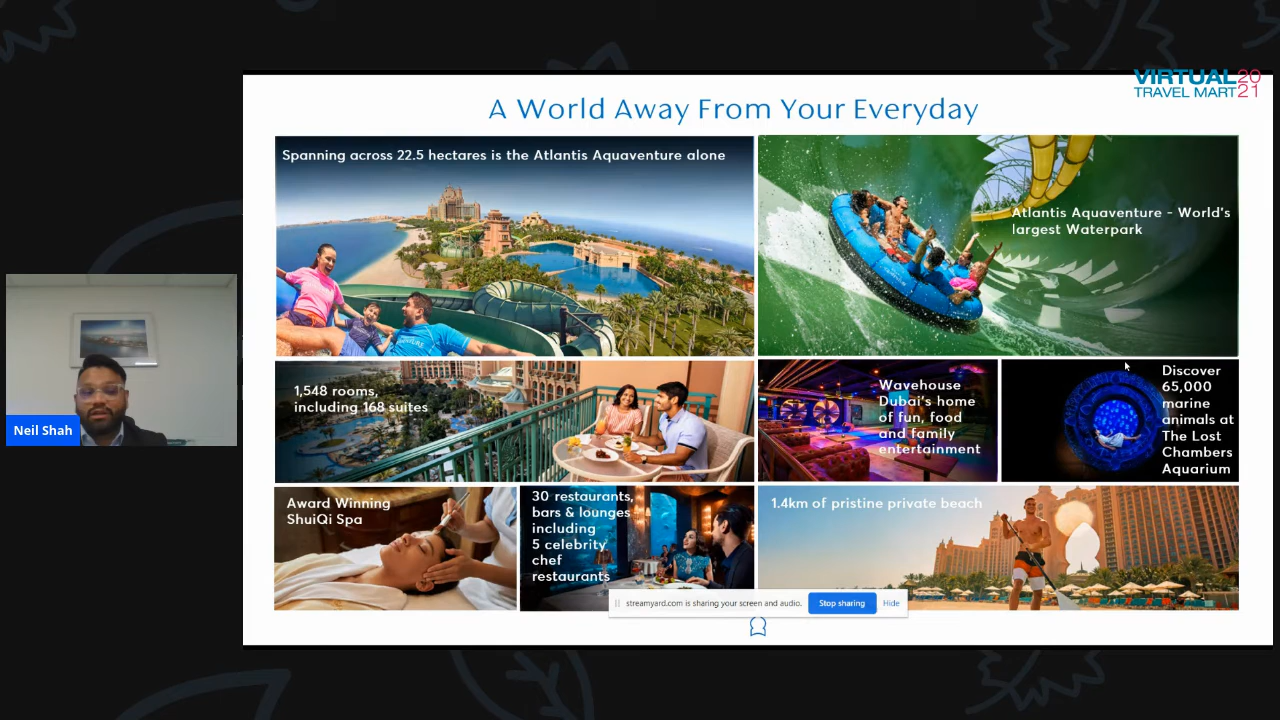 VIRTUAL 20
TRAVEL MART 21
A World Away From Your Everyday
Spanning across 22.5 hectares is the Atlantis Aquaventure alone
Atlantis Aquaventure - World's
largest Waterpark
1,548 rooms,
including 168 suites
Wavehouse
Dubai's home
of fun, food
and family
entertainment
Discover
65,000
marine
animals at
The Lost
Chambers
Aquarium
Neil Shah
Award Winning
ShuiQi Spa
30 restaurants,
bars & lounges
including
5 celebrity
chef
restaurants
1.4km of pristine private beach
streamyard.com is sharing your screen and audio.
Stop sharing
Hide